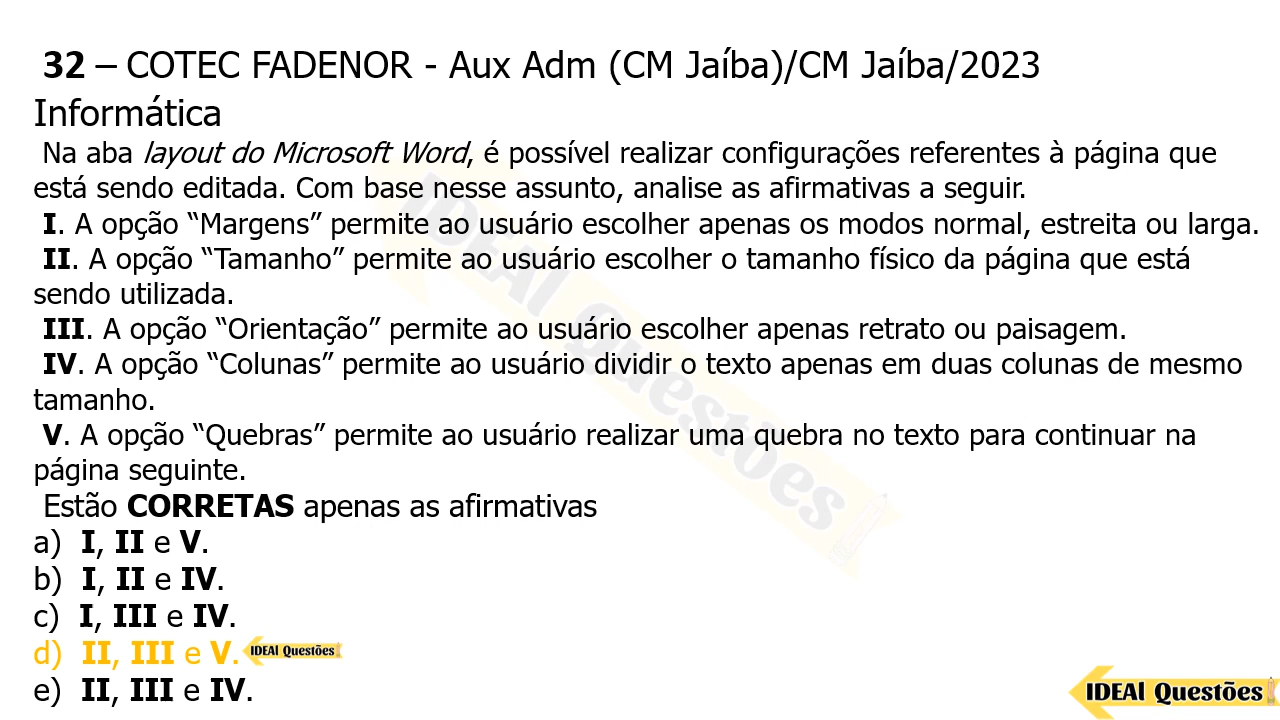 32 – COTEC FADENOR - Aux Adm (CM Jaíba)/CM Jaíba/2023
Informática
Na aba layout do Microsoft Word, é possível realizar configurações referentes à página que
está sendo editada. Com base nesse assunto, analise as afirmativas a seguir.
I. A opção “Margens” permite ao usuário escolher apenas os modos normal, estreita ou larga.
II. A opção “Tamanho” permite ao usuário escolher o tamanho físico da página que está
sendo utilizada.
III. A opção “Orientação” permite ao usuário escolher apenas retrato ou paisagem.
IV. A opção “Colunas” permite ao usuário dividir o texto apenas em duas colunas de mesmo
tamanho.
V. A opção “Quebras” permite ao usuário realizar uma quebra no texto para continuar na
página seguinte.
Estão CORRETAS apenas as afirmativas
a) I, II e V.
b) I, II e IV.
c) I, III e IV.
d) II, III e V. IDEAl Questões
e) II, III e IV.
IDEAl Questões
IDEAl Questões